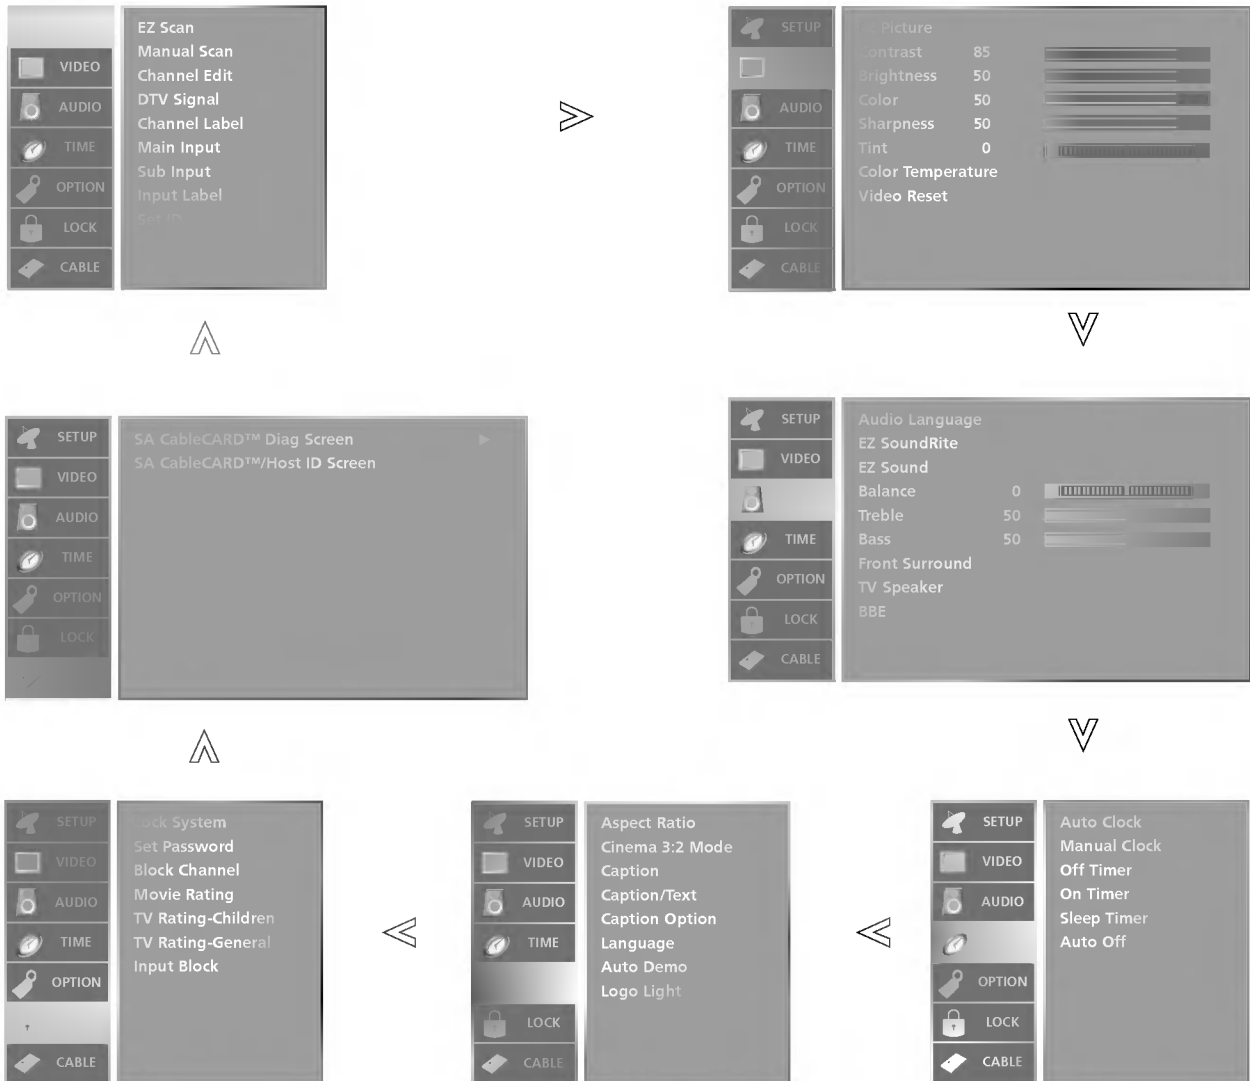 EZ Scan
Manual Scan
Channel Edit
DTV Signal
Channel Label
Main Input
Sub Input
Input Label
Set ID
VIDEO
AUDIO
TIME
OPTION
LOCK
CABLE
SETUP
AUDIO
TIME
OPTION
LOCK
CABLE
Picture
Contrast 85
Brightness 50
Color 50
Sharpness 50
Tint 0
Color Temperature
Video Reset
SETUP
VIDEO
AUDIO
TIME
OPTION
LOCK
SA CableCARD™ Diag Screen
SA CableCARD™/Host ID Screen
SETUP
VIDEO
TIME
OPTION
LOCK
CABLE
Audio Language
EZ SoundRite
EZ Sound
Balance 0
Treble 50
Bass 50
Front Surround
TV Speaker
BBE
SETUP
VIDEO
AUDIO
TIME
OPTION
CABLE
Lock System
Set Password
Block Channel
Movie Rating
TV Rating-Children
TV Rating-General
Input Block
SETUP
VIDEO
AUDIO
TIME
LOCK
CABLE
Aspect Ratio
Cinema 3:2 Mode
Caption
Caption/Text
Caption Option
Language
Auto Demo
Logo Light
SETUP
VIDEO
AUDIO
OPTION
LOCK
CABLE
Auto Clock
Manual Clock
Off Timer
On Timer
Sleep Timer
Auto Off